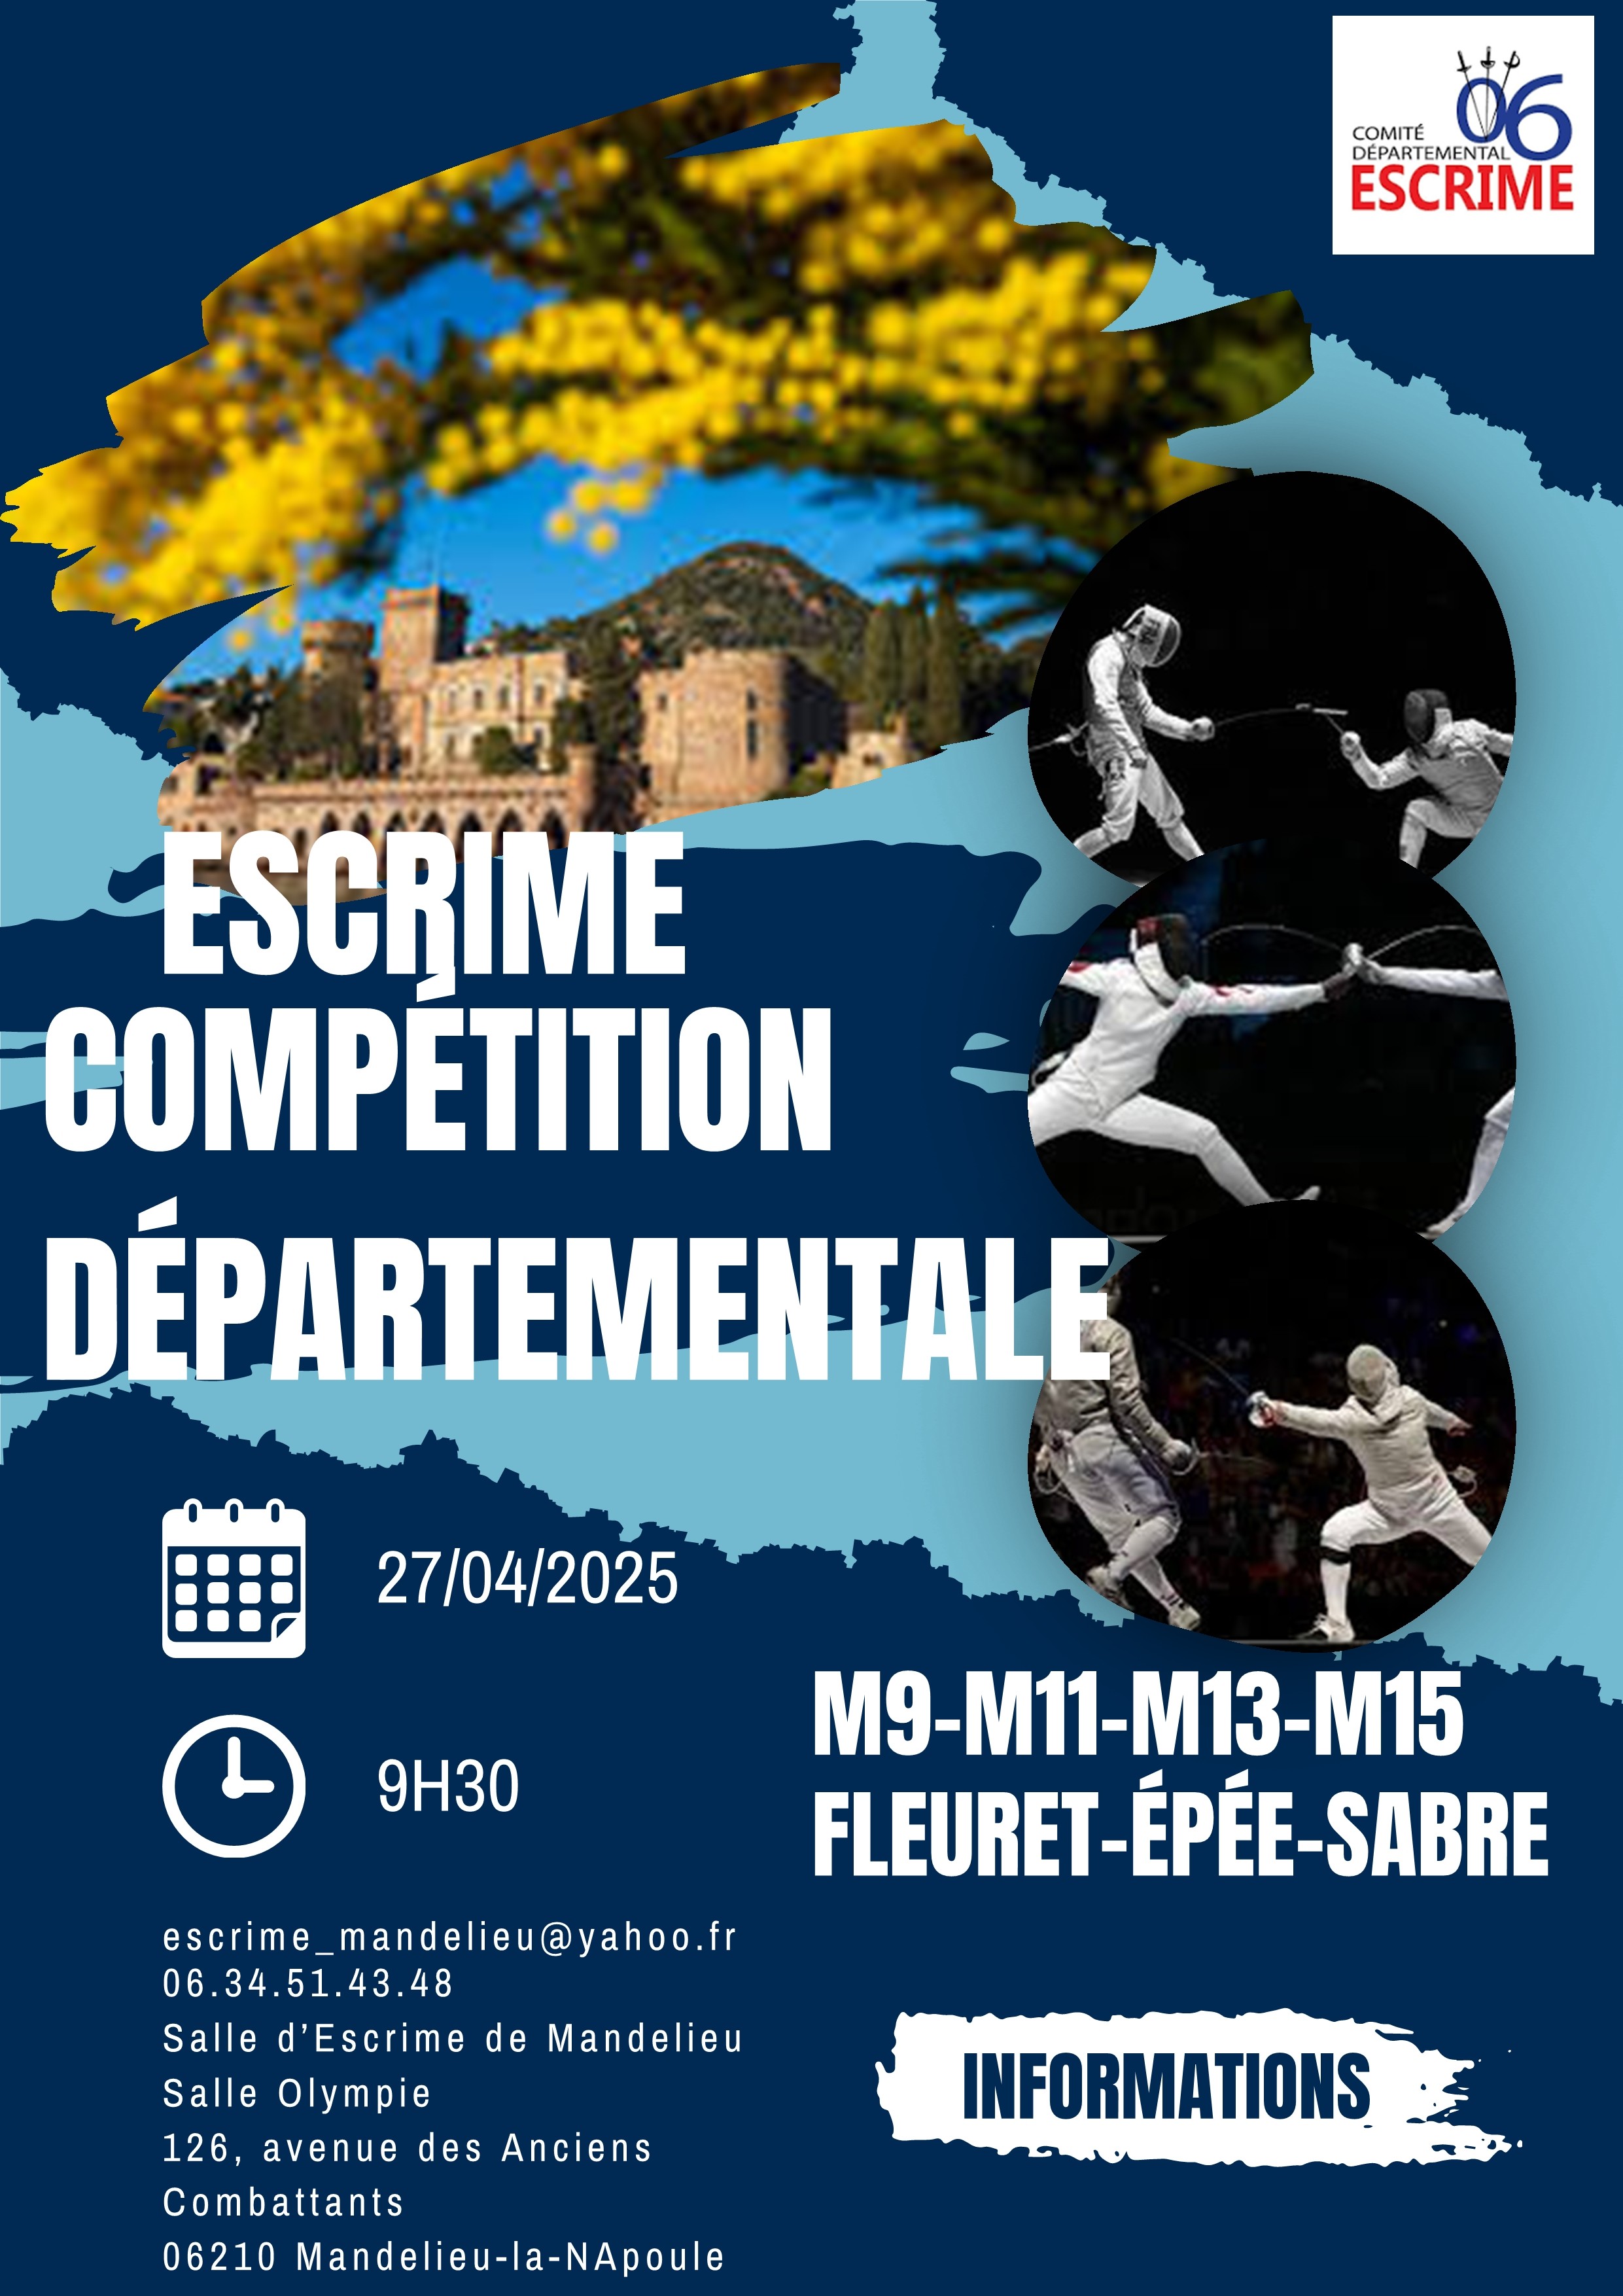 06
COMITÉ
DÉPARTEMENTAL
ESCRIME
ESCRIME
COMPÉTITION
DÉPARTEMENTALE
27/04/2025
9H30
M9-M11-M13-M15
FLEURET-ÉPÉE-SABRE
escrime_mandelieu@yahoo.fr
06.34.51.43.48
Salle d’Escrime de Mandelieu
Salle Olympie
126, avenue des Anciens
Combattants
06210 Mandelieu-la-NApoule
INFORMATIONS